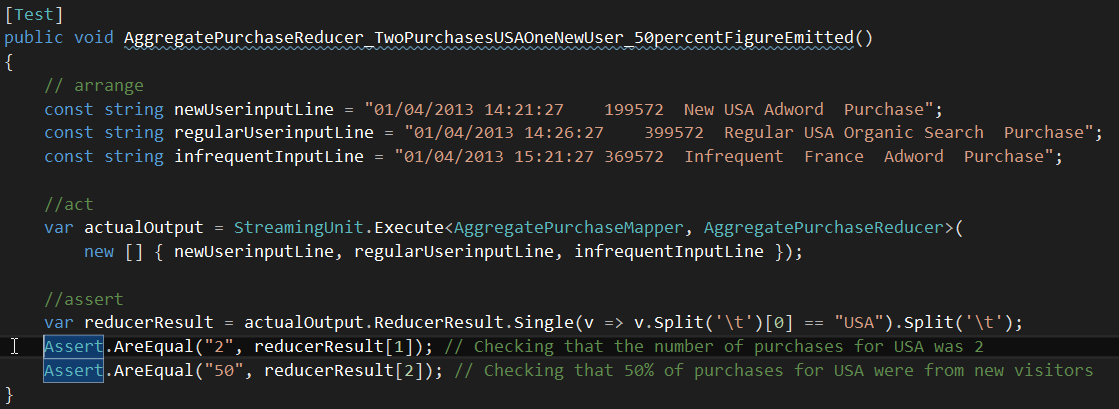 [Test]
public void AggregatePurchaseReducer_TwoPurchasesUSAOneNewUser_50percentFigureEmitted()
{
    // arrange
    const string newUserinputLine = "01/04/2013 14:21:27    199572  New USA Adword  Purchase";
    const string regularUserinputLine = "01/04/2013 14:26:27    399572  Regular USA Organic Search  Purchase";
    const string infrequentInputLine = "01/04/2013 15:21:27 369572  Infrequent  France  Adword  Purchase";

    //act
    var actualOutput = StreamingUnit.Execute<AggregatePurchaseMapper, AggregatePurchaseReducer>(
        new [] { newUserinputLine, regularUserinputLine, infrequentInputLine });

    //assert
    var reducerResult = actualOutput.ReducerResult.Single(v => v.Split('\t')[0] == "USA").Split('\t');
    Assert.AreEqual("2", reducerResult[1]); // Checking that the number of purchases for USA was 2
    Assert.AreEqual("50", reducerResult[2]); // Checking that 50% of purchases for USA were from new visitors
}